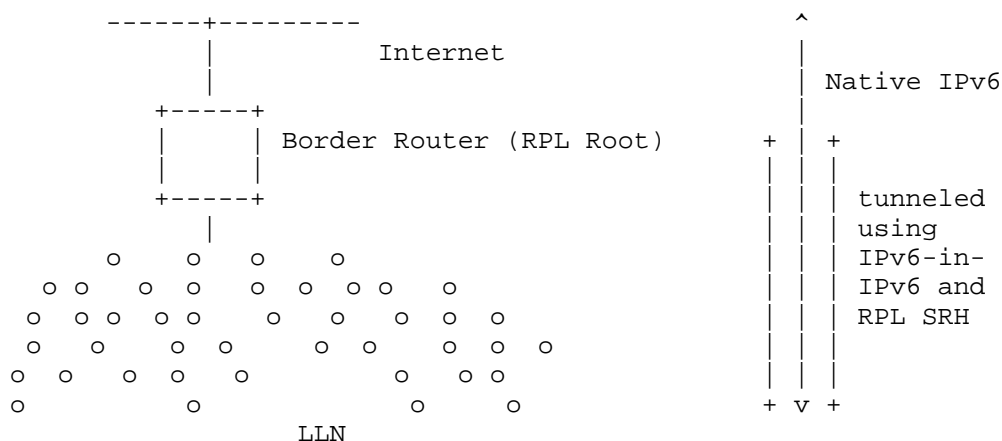 Internet
Native IPv6
Border Router (RPL Root)
tunneled
using
IPv6-in-
IPv6 and
RPL SRH
LLN